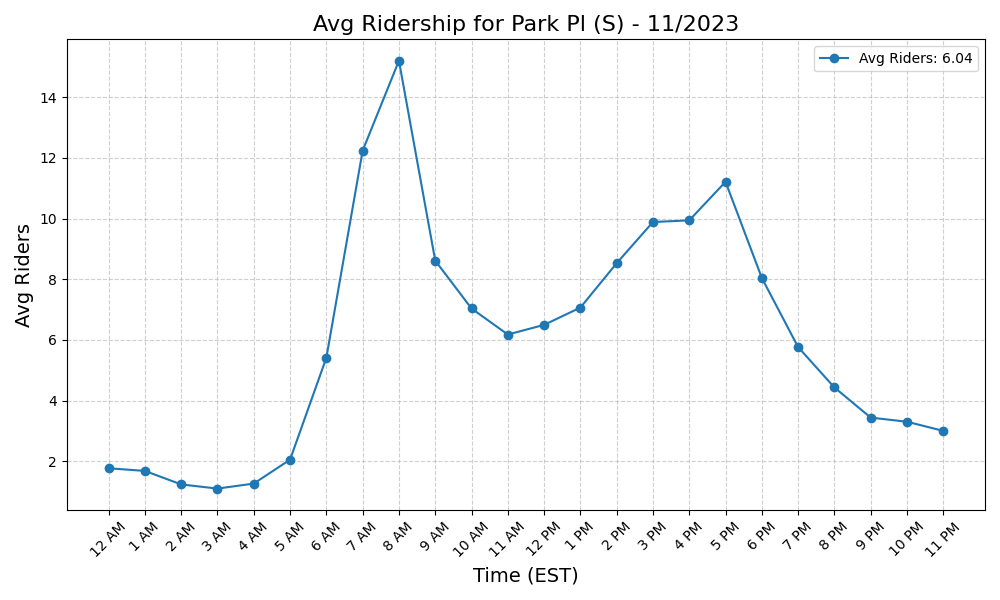 Avg Ridership for Park Pl (S) - 11/2023
Avg Riders: 6.04
Avg Riders
14
12
10
8
6
4
2
12 AM
1 AM
2 AM
3 AM
4 AM
5 AM
6 AM
7 AM
8 AM
9 AM
10 AM
11 AM
12 PM
1 PM
2 PM
3 PM
4 PM
5 PM
6 PM
7 PM
8 PM
9 PM
10 PM
11 PM
Time (EST)